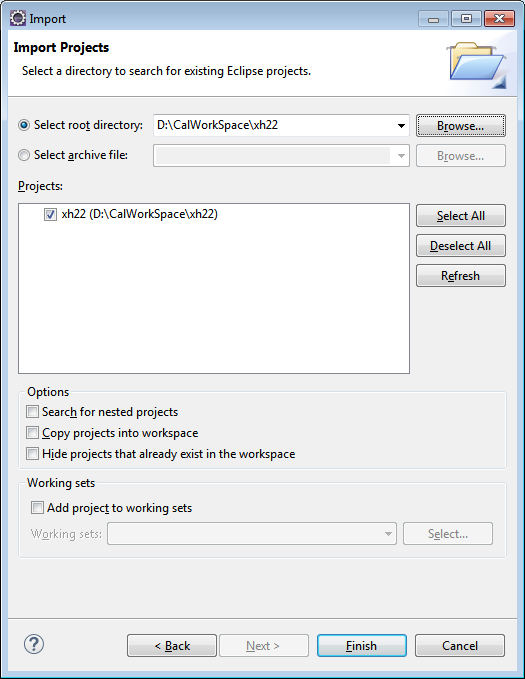 Import
Import Projects
Select a directory to search for existing Eclipse projects.
Select root directory: D:\CalWorkSpace\xh22 Browse...
Select archive file: Browse...
Projects:
xh22 (D:\CalWorkSpace\xh22)
Select All
Deselect All
Refresh
Options
Search for nested projects
Copy projects into workspace
Hide projects that already exist in the workspace
Working sets
Add project to working sets
Working sets: Select...
? < Back Next > Finish Cancel